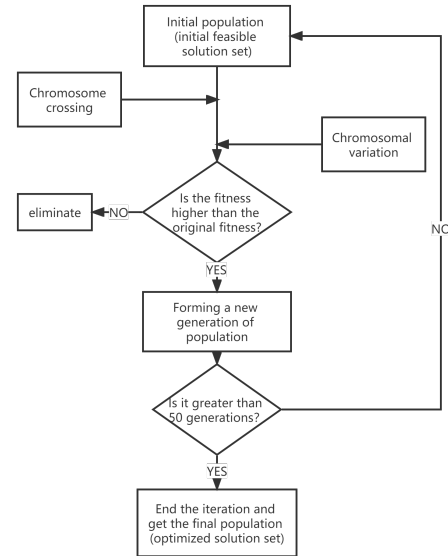 Initial population
(initial feasible
solution set)
Chromosome
crossing
Chromosomal
variation
Is the fitness
higher than the
original fitness?
NO
eliminate
YES
Forming a new
generation of
population
NO
Is it greater than
50 generations?
YES
End the iteration and
get the final population
(optimized solution set)